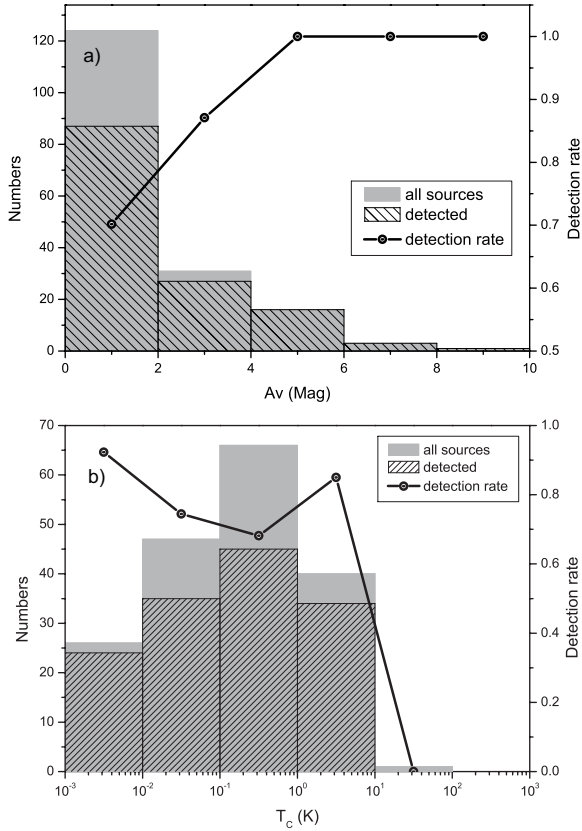 a)
120
100
80
60
40
20
0
Numbers
1.0
0.9
0.8
0.7
0.6
0.5
Detection rate
all sources
detected
detection rate
0 2 4 6 8 10
Av (Mag)
b)
70
60
50
40
30
20
10
0
Numbers
1.0
0.8
0.6
0.4
0.2
0.0
Detection rate
all sources
detected
detection rate
10⁻³ 10⁻² 10⁻¹ 10⁰ 10¹ 10² 10³
T_C (K)